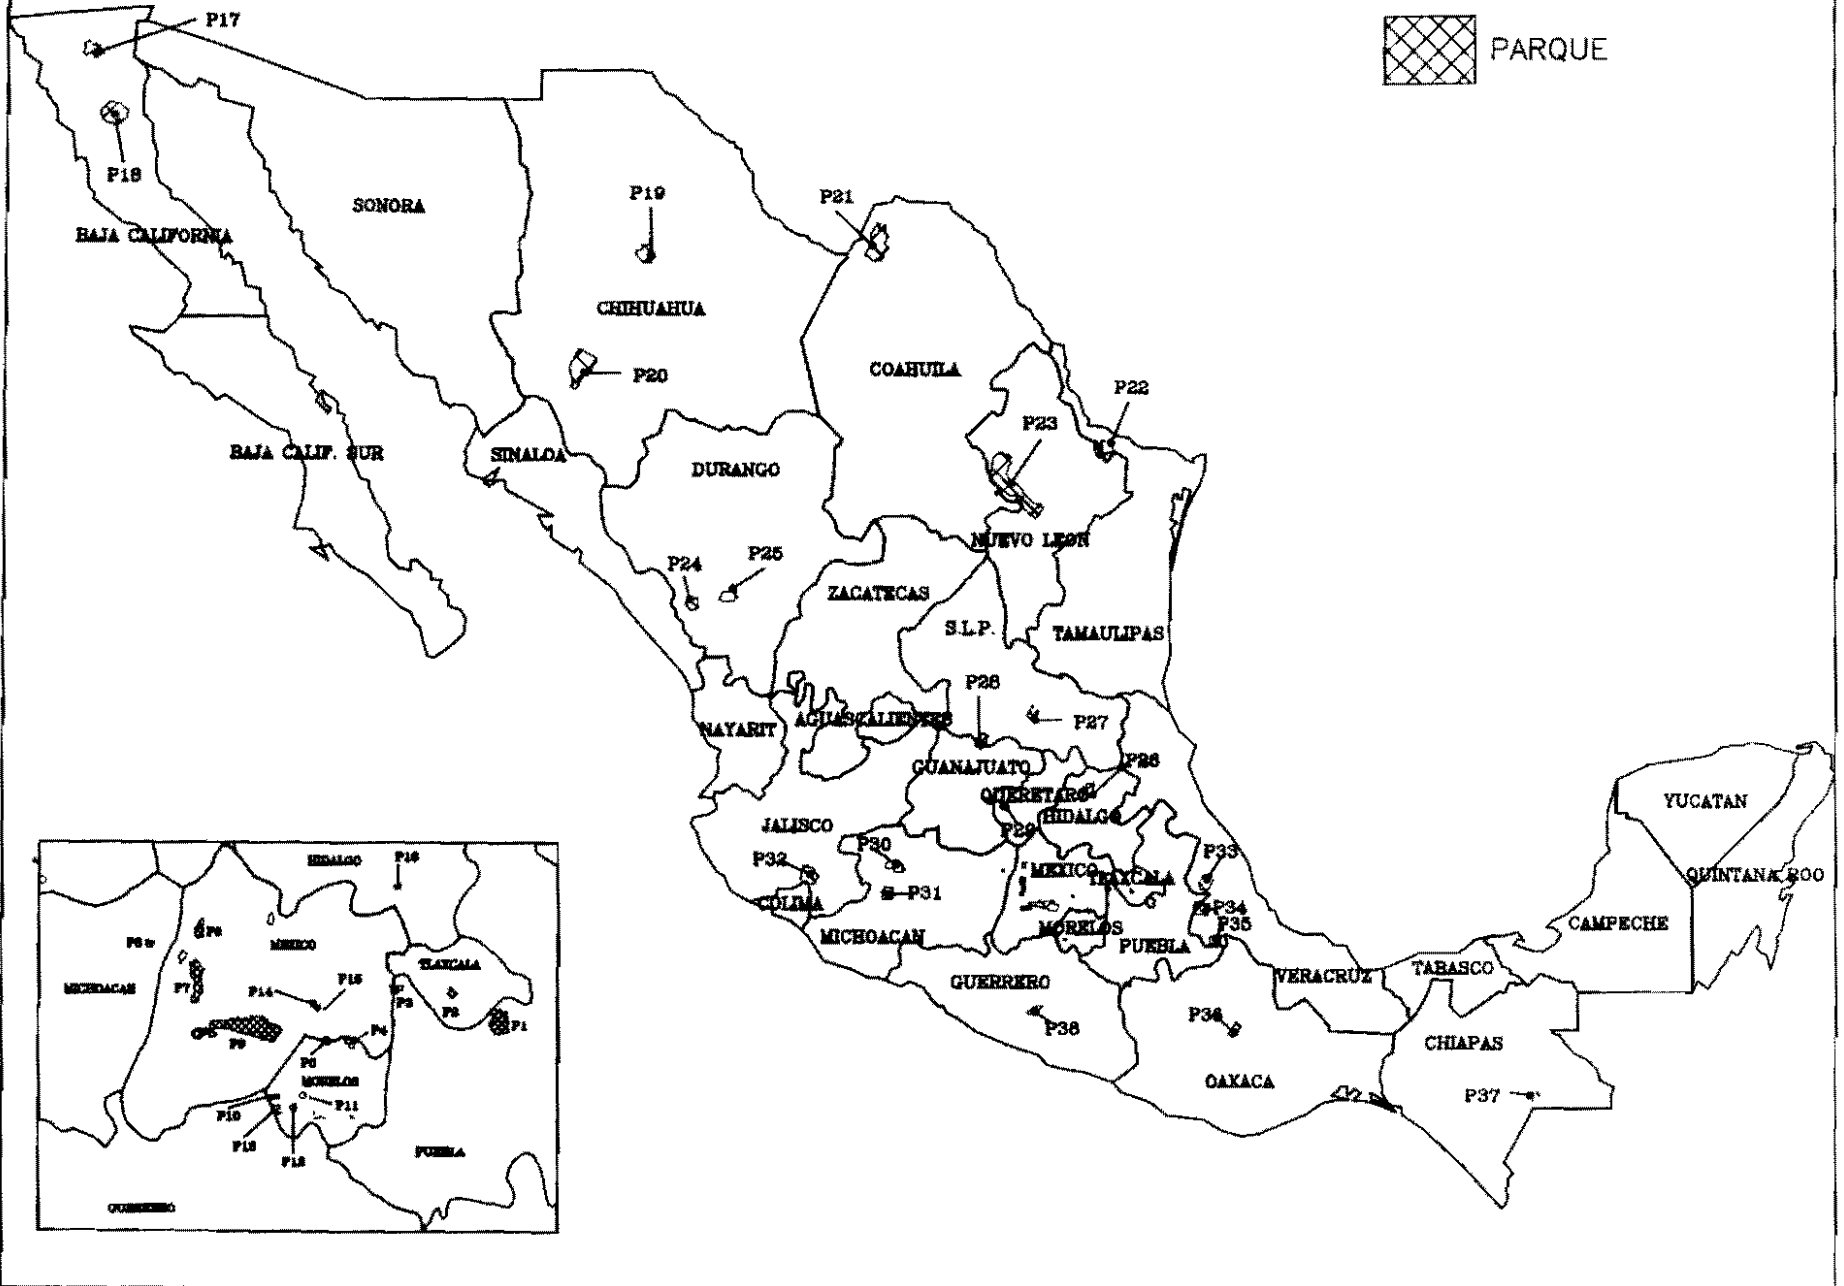 P17
PARQUE
P18
P19
P21
SONORA
BAJA CALIFORNIA
CHIHUAHUA
COAHUILA
P20
P22
P23
BAJA CALIF. SUR
SINALOA
DURANGO
NUEVO LEON
P24
P25
ZACATECAS
S.L.P.
TAMAULIPAS
P26
P27
NAYARIT
AGUASCALIENTES
GUANAJUATO
QUERETARO
HIDALGO
P29
YUCATAN
JALISCO
P30
P32
P33
MEXICO
TLAXCALA
QUINTANA ROO
P31
COLIMA
P34
P35
MICHOACAN
MORELOS
PUEBLA
CAMPECHE
GUERRERO
VERACRUZ
TABASCO
P38
P36
CHIAPAS
OAXACA
P37
HIDALGO
P16
MEXICO
TLAXCALA
MICHOACAN
P7
P14
P15
P3
P2
P1
P9
P4
P5
MORELOS
P10
P11
P13
P12
PUEBLA
GUERRERO